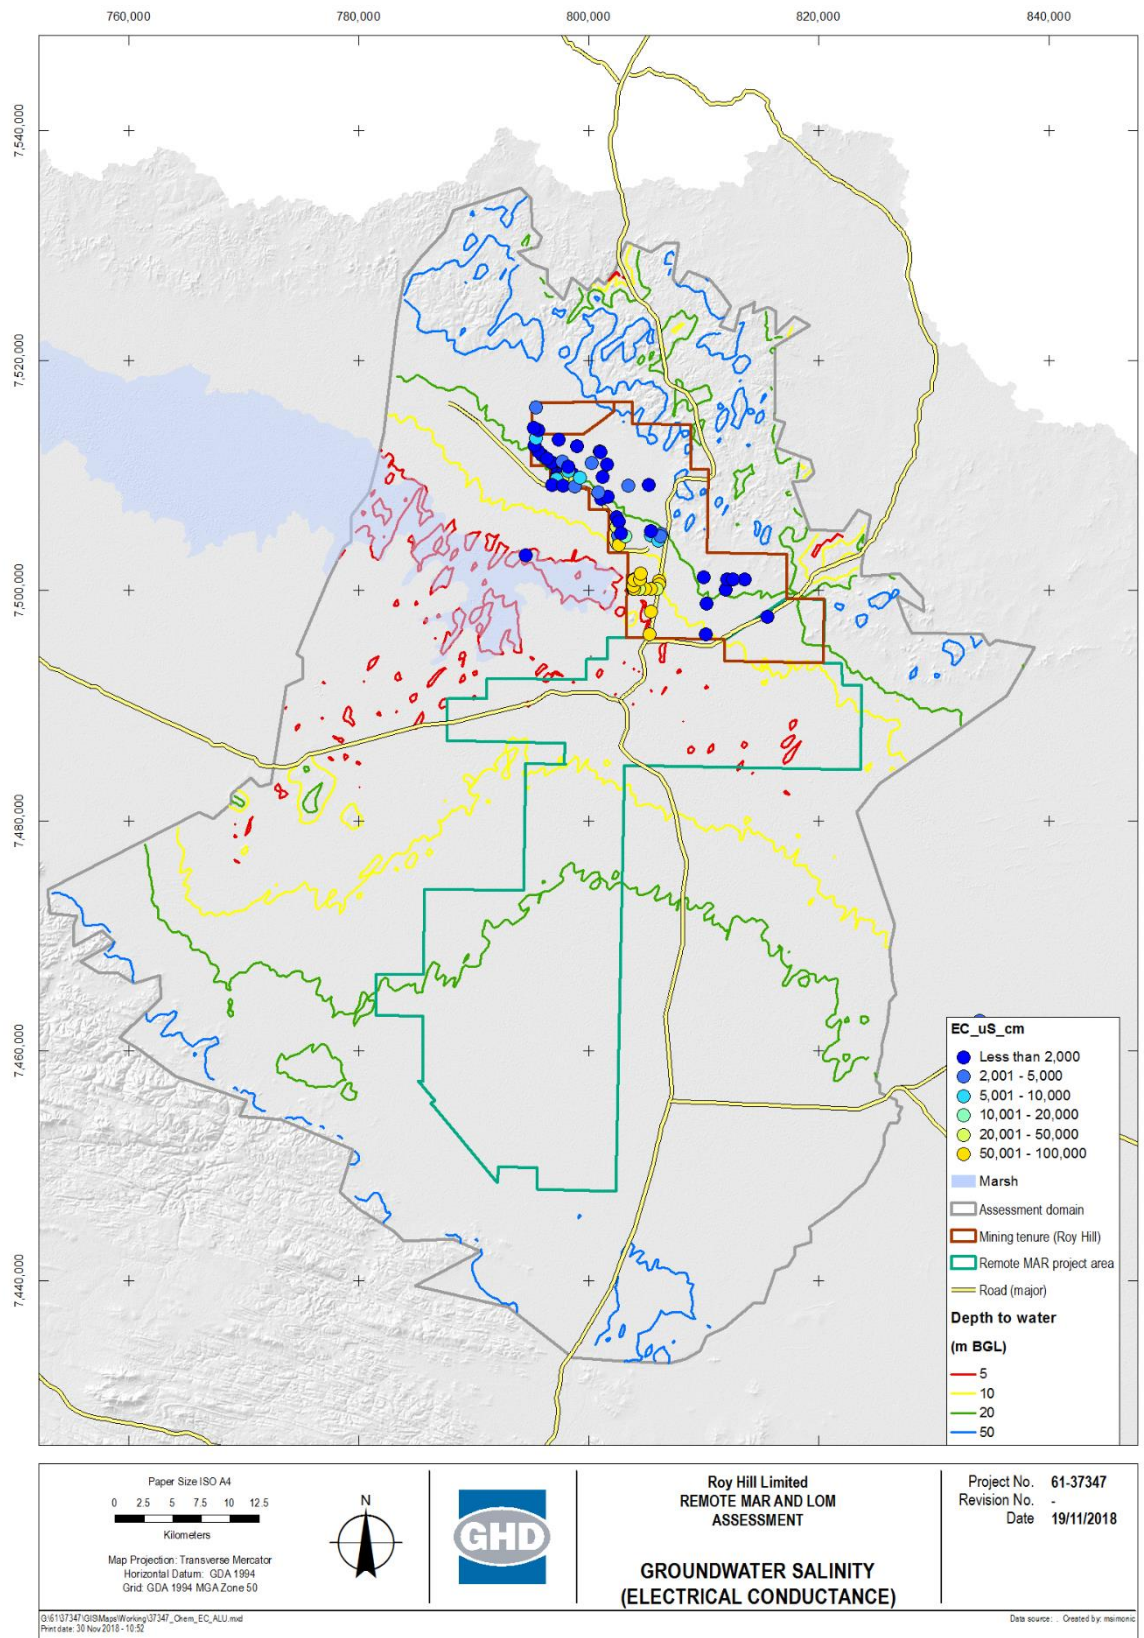 760,000
780,000
800,000
820,000
840,000
7,540,000
7,520,000
7,500,000
7,480,000
7,460,000
7,440,000
EC_uS_cm
Less than 2,000
2,001 - 5,000
5,001 - 10,000
10,001 - 20,000
20,001 - 50,000
50,001 - 100,000
Marsh
Assessment domain
Mining tenure (Roy Hill)
Remote MAR project area
Road (major)
Depth to water
(m BGL)
5
10
20
50
Paper Size ISO A4
0 2.5 5 7.5 10 12.5
Kilometers
Map Projection: Transverse Mercator
Horizontal Datum: GDA 1994
Grid: GDA 1994 MGA Zone 50
N
GHD
Roy Hill Limited
REMOTE MAR AND LOM
ASSESSMENT
GROUNDWATER SALINITY
(ELECTRICAL CONDUCTANCE)
Project No. 61-37347
Revision No. -
Date 19/11/2018
G:\61\37347\GIS\Maps\Working\37347_Chem_EC_ALU.mxd
Print date: 30 Nov 2018 - 10:52
Data source: . Created by: msimonic